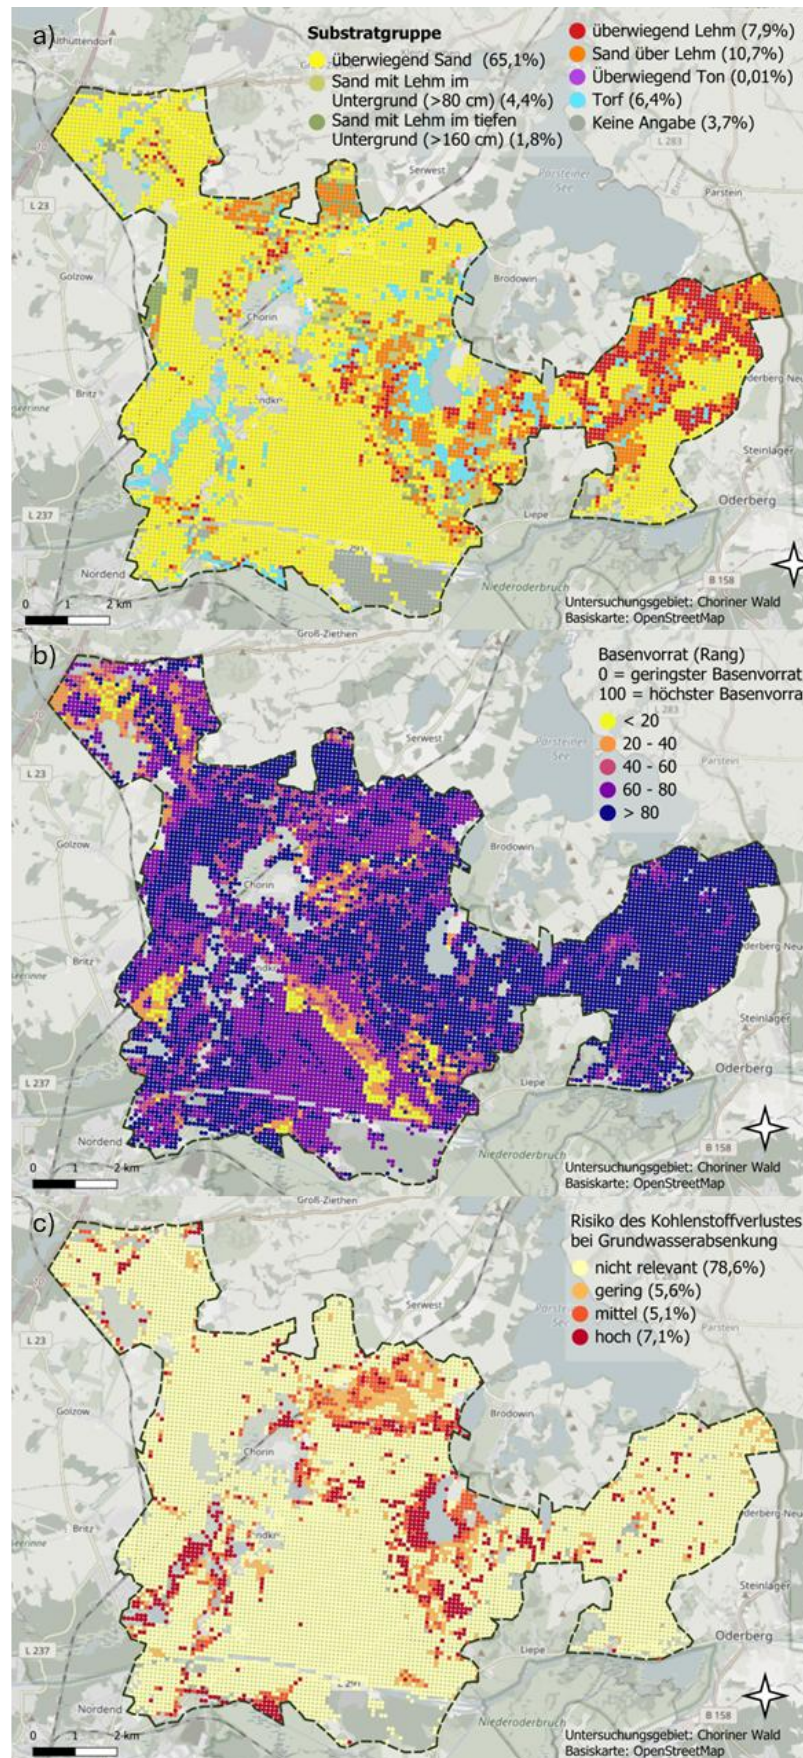 a)
Substratgruppe
überwiegend Sand (65,1%)
Sand mit Lehm im
Untergrund (>80 cm) (4,4%)
Sand mit Lehm im tiefen
Untergrund (>160 cm) (1,8%)
überwiegend Lehm (7,9%)
Sand über Lehm (10,7%)
Überwiegend Ton (0,01%)
Torf (6,4%)
Keine Angabe (3,7%)
Althüttendorf
L 283
Serwest
Parsteiner
See
Parstein
L 23
Golzow
Brodowin
Chorin
Britz
Steinlager
Liepe
Oderberg
L 237
Nordend
Niederoderbruch
B 158
0 1 2 km
Untersuchungsgebiet: Choriner Wald
Basiskarte: OpenStreetMap
Groß-Ziethen
b)
Basenvorrat (Rang)
0 = geringster Basenvorrat
100 = höchster Basenvorra
< 20
20 - 40
40 - 60
60 - 80
> 80
L 283
Serwest
Parsteiner
See
Parstein
L 23
Golzow
Brodowin
Chorin
Britz
Steinlager
Liepe
Oderberg
L 237
Nordend
Niederoderbruch
B 158
0 1 2 km
Untersuchungsgebiet: Choriner Wald
Basiskarte: OpenStreetMap
Groß-Ziethen
c)
Risiko des Kohlenstoffverlustes
bei Grundwasserabsenkung
nicht relevant (78,6%)
gering (5,6%)
mittel (5,1%)
hoch (7,1%)
Serwest
Parsteiner
See
Parstein
L 23
Golzow
Brodowin
Chorin
Britz
Steinlager
Liepe
Oderberg
L 237
Nordend
Niederoderbruch
B 158
0 1 2 km
Untersuchungsgebiet: Choriner Wald
Basiskarte: OpenStreetMap